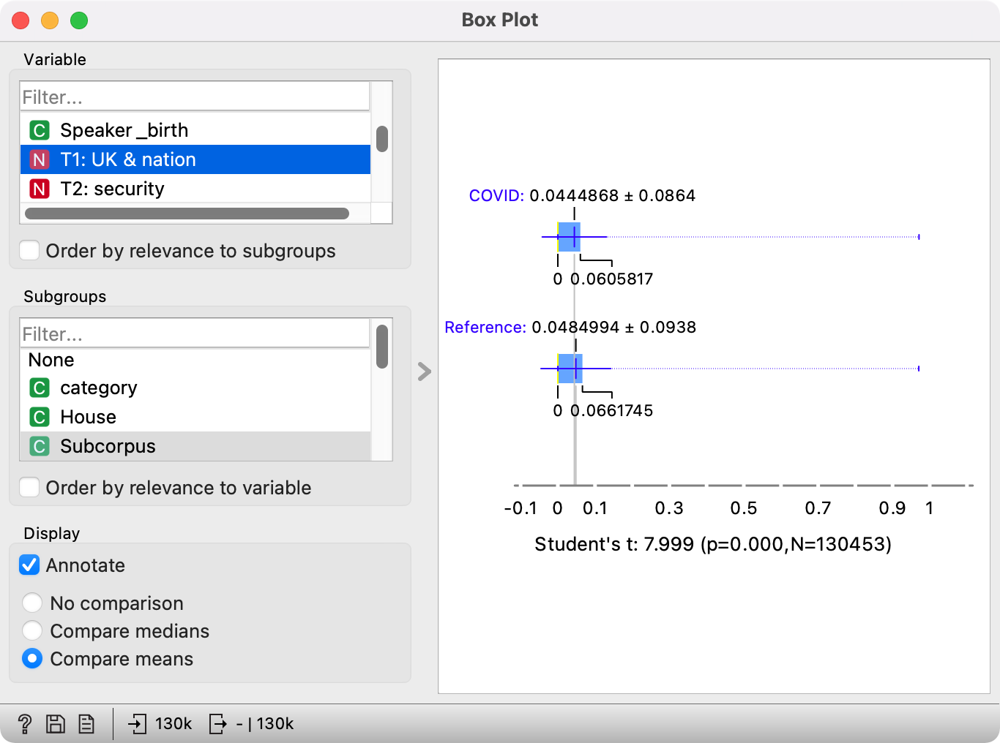 Box Plot
Variable
Filter...
C Speaker _birth
N T1: UK & nation
N T2: security
Order by relevance to subgroups
Subgroups
Filter...
None
C category
C House
C Subcorpus
Order by relevance to variable
Display
Annotate
No comparison
Compare medians
Compare means
COVID: 0.0444868 ± 0.0864
0 0.0605817
Reference: 0.0484994 ± 0.0938
0 0.0661745
-0.1 0 0.1 0.3 0.5 0.7 0.9 1
Student's t: 7.999 (p=0.000,N=130453)
? 130k - | 130k